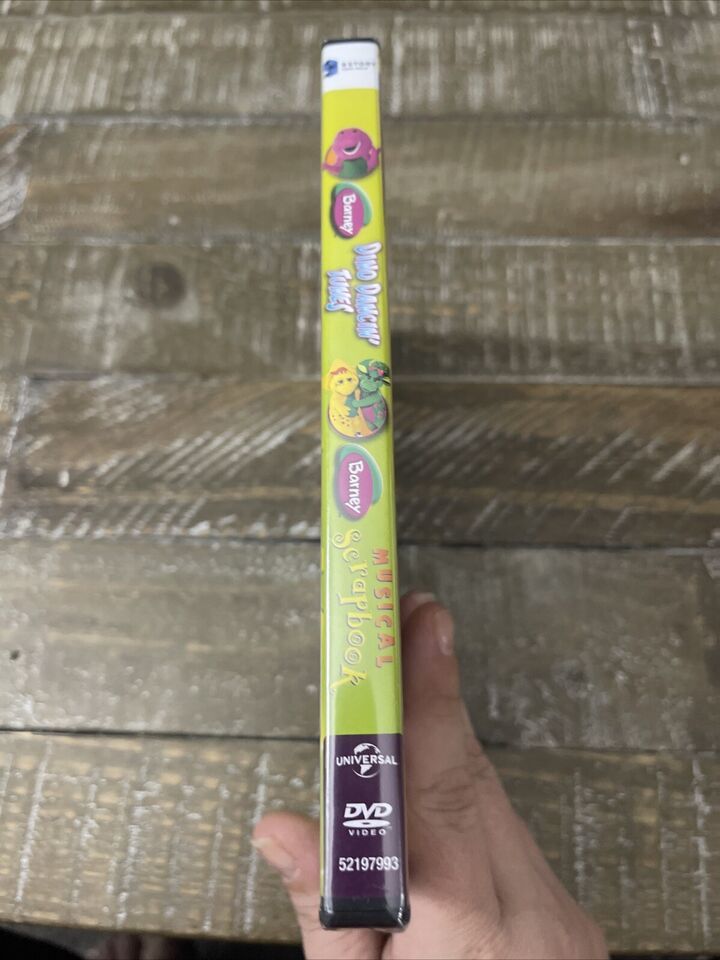 Barney
DINO DANCIN'
TUNES
Barney
MUSICAL
Scrapbook
UNIVERSAL
DVD
VIDEO
52197993